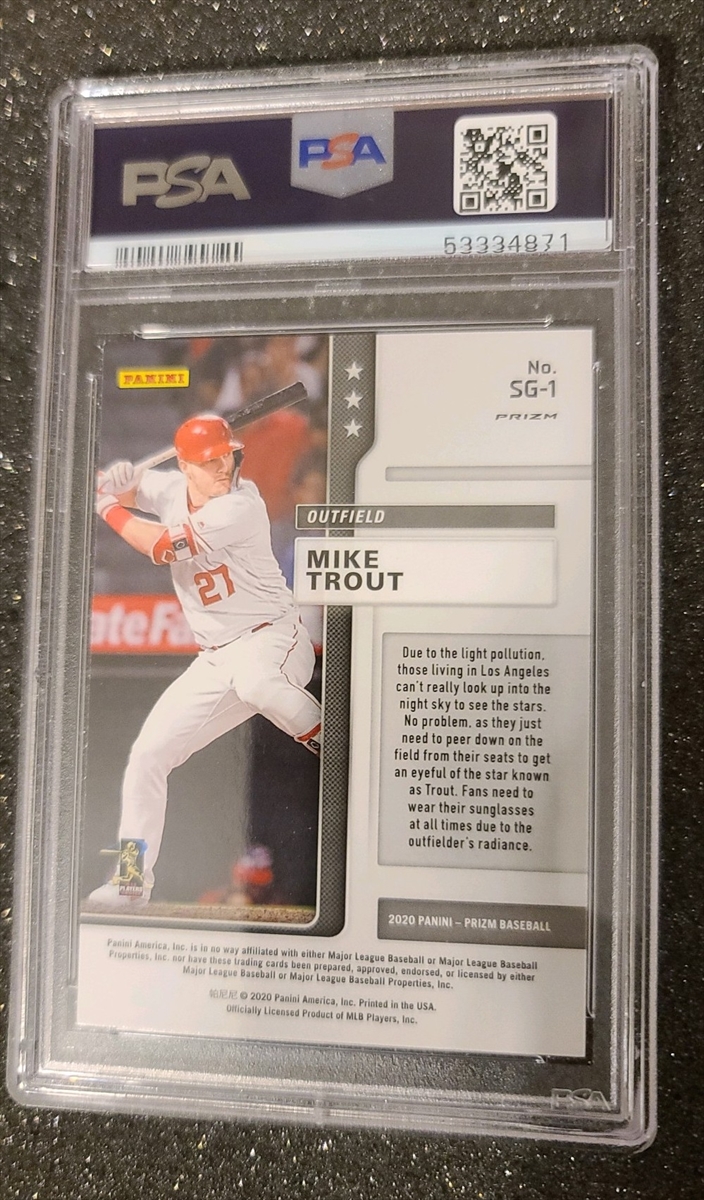 PSA
PSA
53334871
PANINI
No.
SG-1
PRIZM
OUTFIELD
MIKE
TROUT
27
ateFa
Due to the light pollution,
those living in Los Angeles
can't really look up into the
night sky to see the stars.
No problem, as they just
need to peer down on the
field from their seats to get
an eyeful of the star known
as Trout. Fans need to
wear their sunglasses
at all times due to the
outfielder's radiance.
2020 PANINI – PRIZM BASEBALL
Panini America, Inc. is in no way affiliated with either Major League Baseball or Major League Baseball
Properties, Inc. nor have these trading cards been prepared, approved, endorsed, or licensed by either
Major League Baseball or Major League Baseball Properties, Inc.
帕尼尼 © 2020 Panini America, Inc. Printed in the USA.
Officially Licensed Product of MLB Players, Inc.
PSA